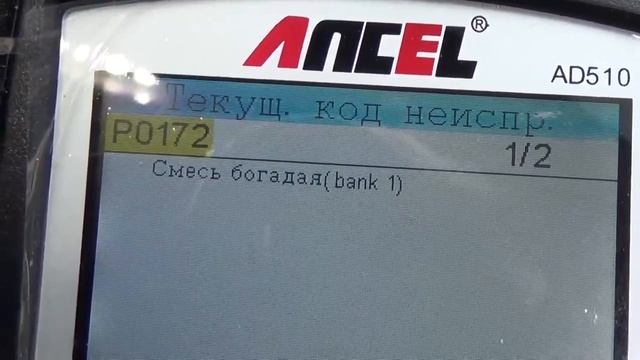 ANCEL®
AD510
Текущ. код неиспр.
P0172
1/2
Смесь богадая(bank 1)